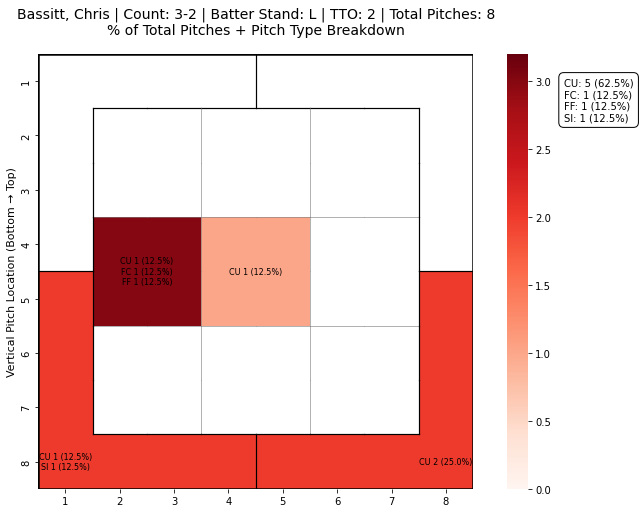 Bassitt, Chris | Count: 3-2 | Batter Stand: L | TTO: 2 | Total Pitches: 8
% of Total Pitches + Pitch Type Breakdown
Vertical Pitch Location (Bottom → Top)
1
2
3
4
5
6
7
8
CU 1 (12.5%)
FC 1 (12.5%)
FF 1 (12.5%)
CU 1 (12.5%)
CU 1 (12.5%)
SI 1 (12.5%)
CU 2 (25.0%)
1 2 3 4 5 6 7 8
3.0
2.5
2.0
1.5
1.0
0.5
0.0
CU: 5 (62.5%)
FC: 1 (12.5%)
FF: 1 (12.5%)
SI: 1 (12.5%)